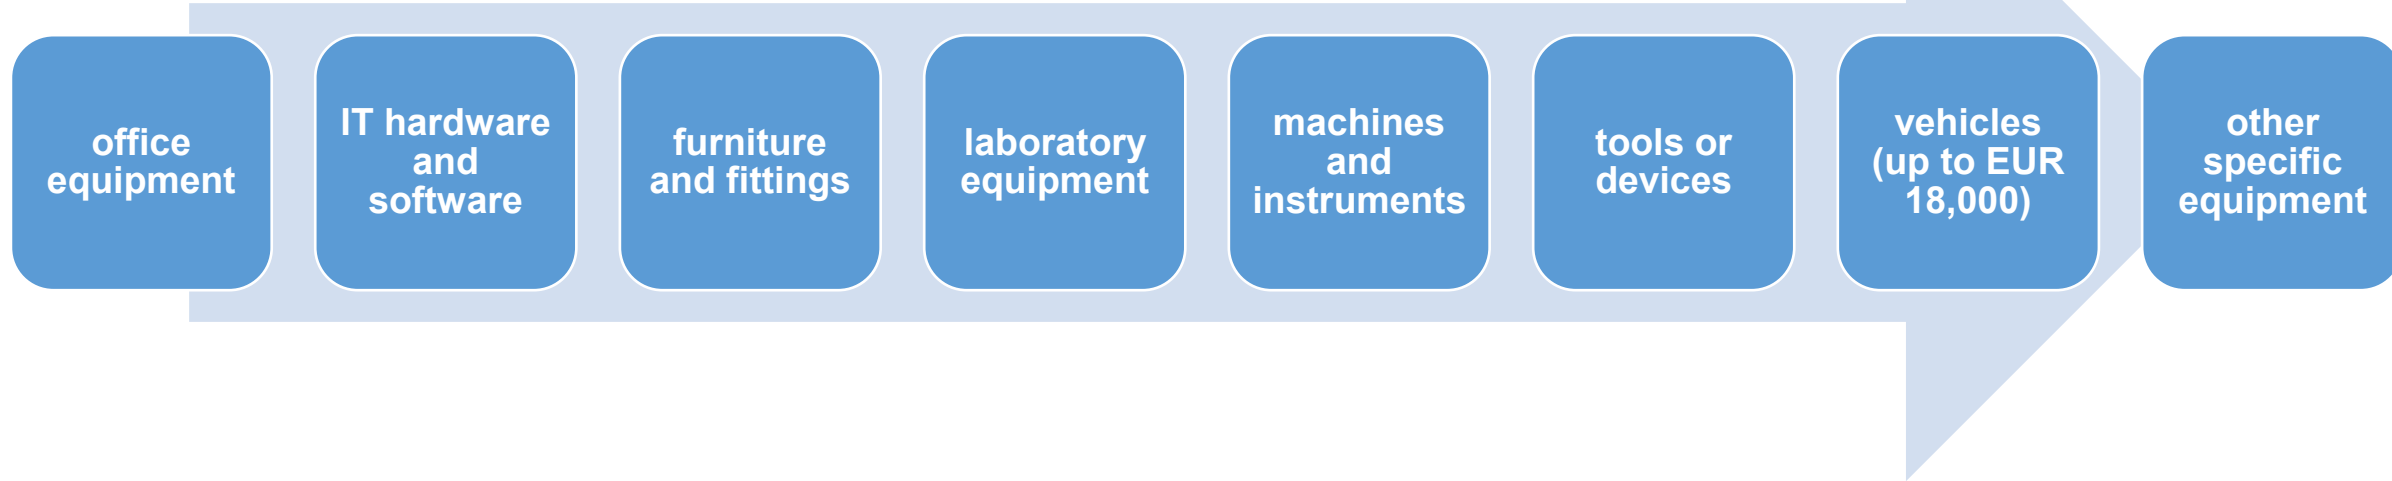 office
equipment
IT hardware
and
software
furniture
and fittings
laboratory
equipment
machines
and
instruments
tools or
devices
vehicles
(up to EUR
18,000)
other
specific
equipment